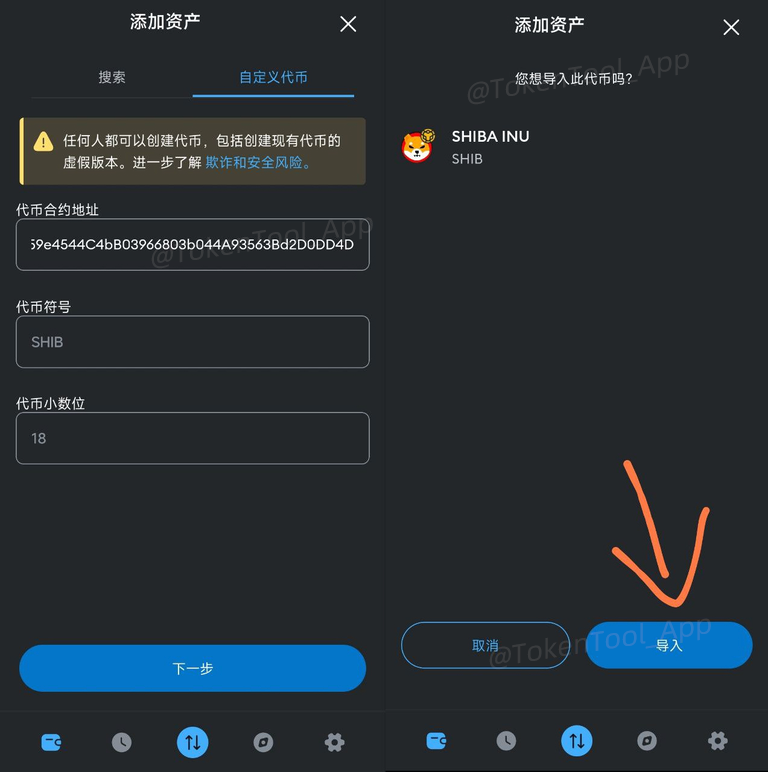 添加资产
搜索
自定义代币
任何人都可以创建代币，包括创建现有代币的
虚假版本。进一步了解 欺诈和安全风险。
代币合约地址
59e4544C4bB03966803b044A93563Bd2D0DD4D
代币符号
SHIB
代币小数位
18
下一步
@TokenTool_App
添加资产
您想导入此代币吗?
SHIBA INU
SHIB
取消
导入
@TokenTool_App
@TokenTool_App